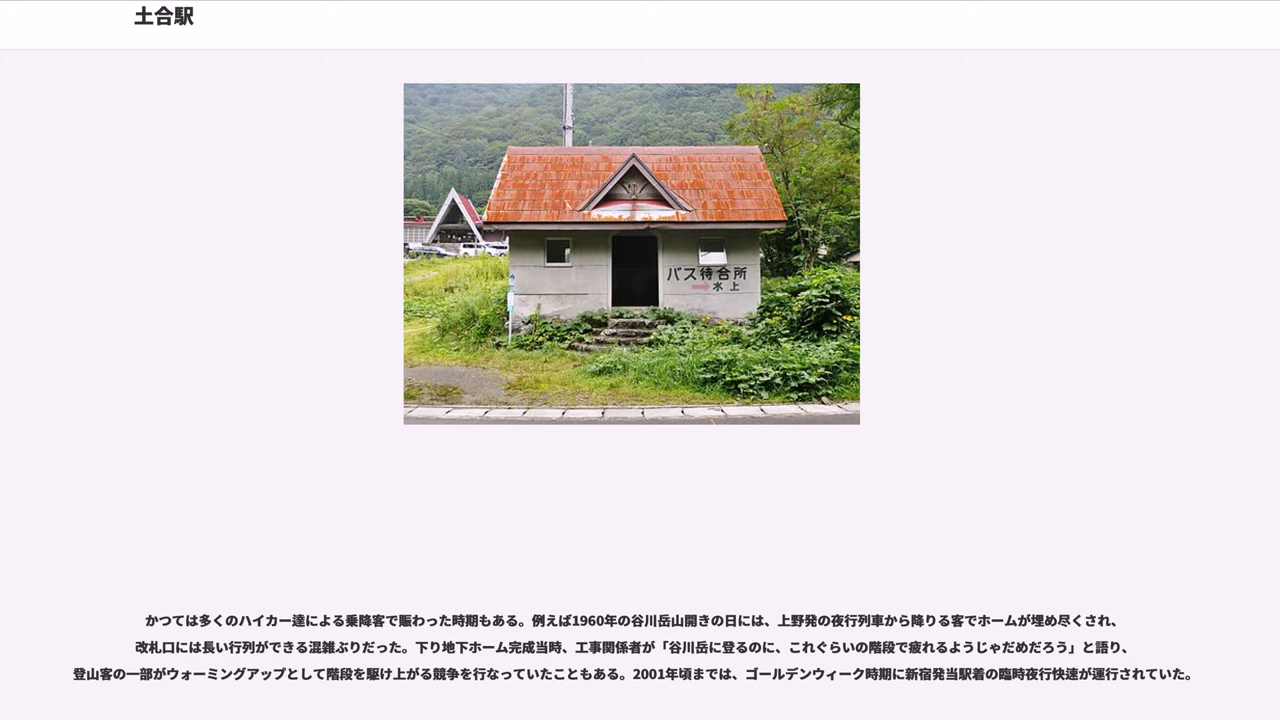 土合駅
バス待合所
水上
かつては多くのハイカー達による乗降客で賑わった時期もある。例えば1960年の谷川岳山開きの日には、上野発の夜行列車から降りる客でホームが埋め尽くされ、
改札口には長い行列ができる混雑ぶりだった。下り地下ホーム完成当時、工事関係者が「谷川岳に登るのに、これぐらいの階段で疲れるようじゃだめだろう」と語り、
登山客の一部がウォーミングアップとして階段を駆け上がる競争を行なっていたこともある。2001年頃までは、ゴールデンウィーク時期に新宿発当駅着の臨時夜行快速が運行されていた。